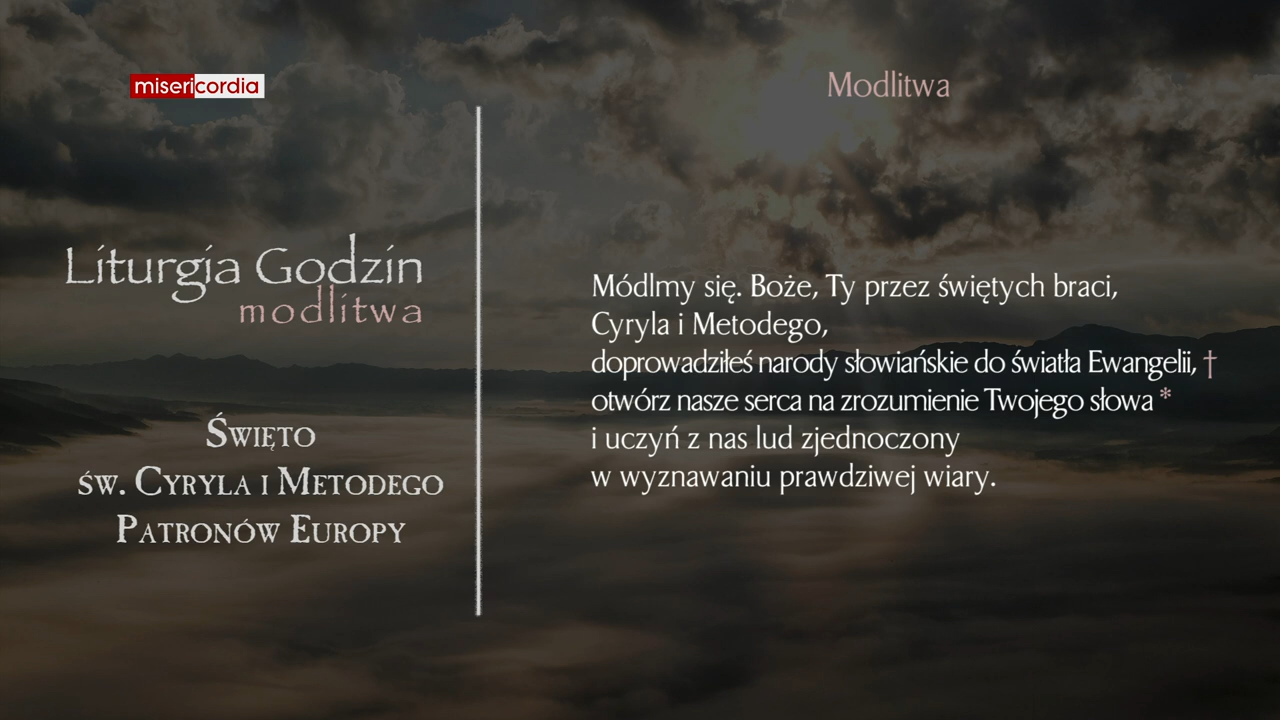 misericordia
Liturgia Godzin
modlitwa
Święto
św. Cyryla i Metodego
Patronów Europy
Modlitwa
Módlmy się. Boże, Ty przez świętych braci,
Cyryla i Metodego,
doprowadziłeś narody słowiańskie do światła Ewangelii, †
otwórz nasze serca na zrozumienie Twojego słowa *
i uczyń z nas lud zjednoczony
w wyznawaniu prawdziwej wiary.